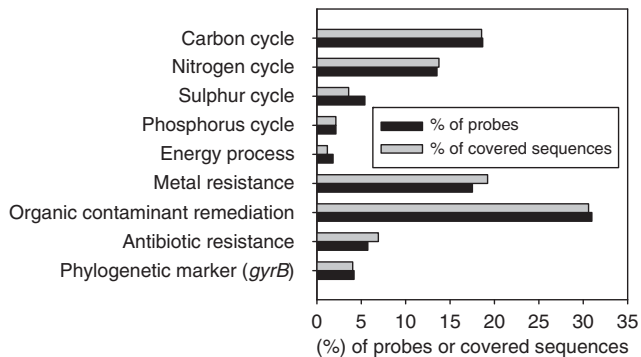 Carbon cycle
Nitrogen cycle
Sulphur cycle
Phosphorus cycle
Energy process
Metal resistance
Organic contaminant remediation
Antibiotic resistance
Phylogenetic marker (gyrB)
% of probes
% of covered sequences
0 5 10 15 20 25 30 35
(%) of probes or covered sequences